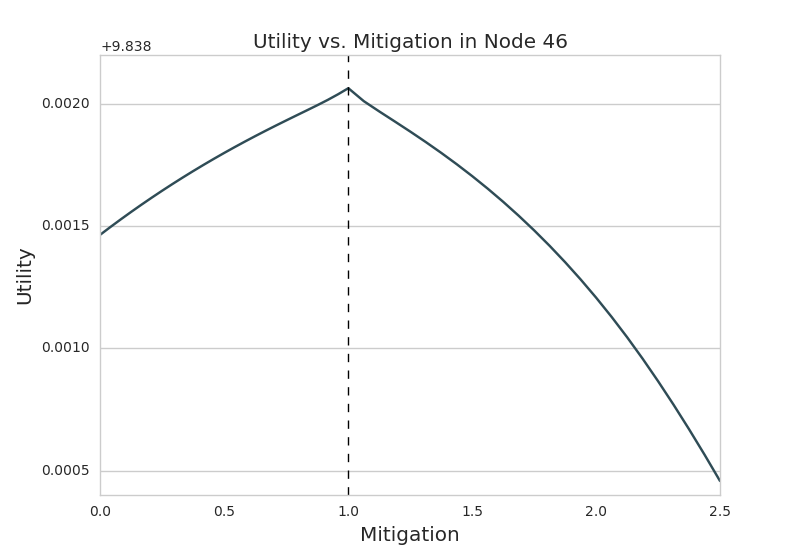 Utility vs. Mitigation in Node 46
+9.838
0.0020
0.0015
0.0010
0.0005
Utility
0.0 0.5 1.0 1.5 2.0 2.5
Mitigation